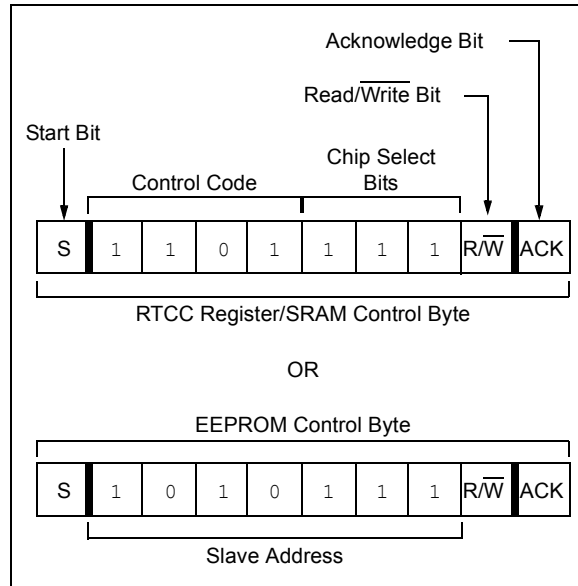 Acknowledge Bit
Read/Write Bit
Start Bit
Chip Select
Control Code Bits
S 1 1 0 1 1 1 1 R/W ACK
RTCC Register/SRAM Control Byte
OR
EEPROM Control Byte
S 1 0 1 0 1 1 1 R/W ACK
Slave Address